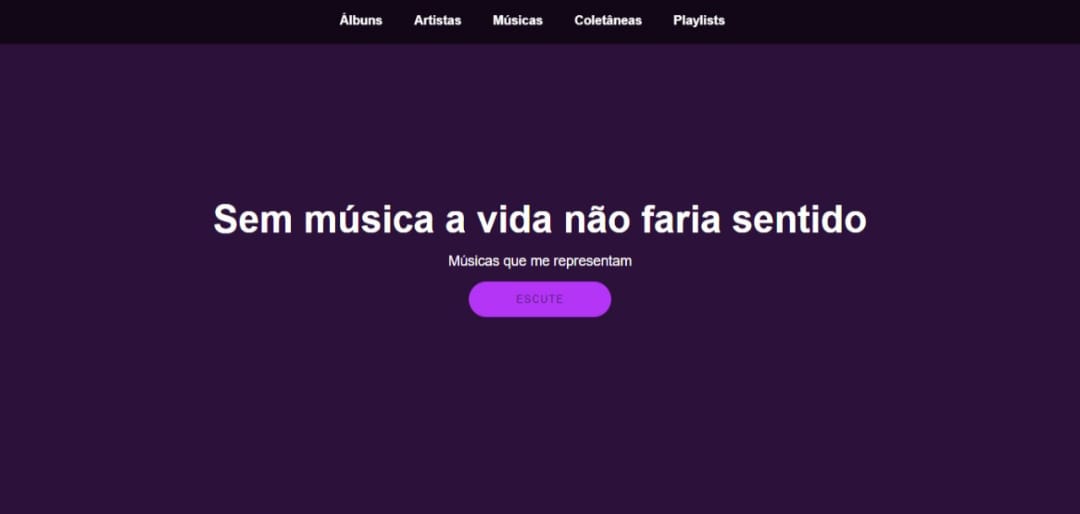 Álbuns Artistas Músicas Coletâneas Playlists
Sem música a vida não faria sentido
Músicas que me representam
ESCUTE